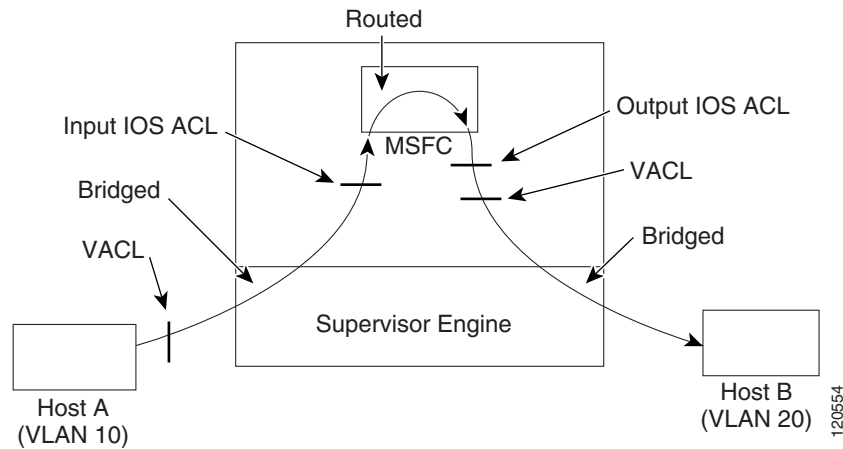 Routed
Input IOS ACL
Output IOS ACL
MSFC
VACL
Bridged
Bridged
VACL
Supervisor Engine
Host A
(VLAN 10)
Host B
(VLAN 20)
120554